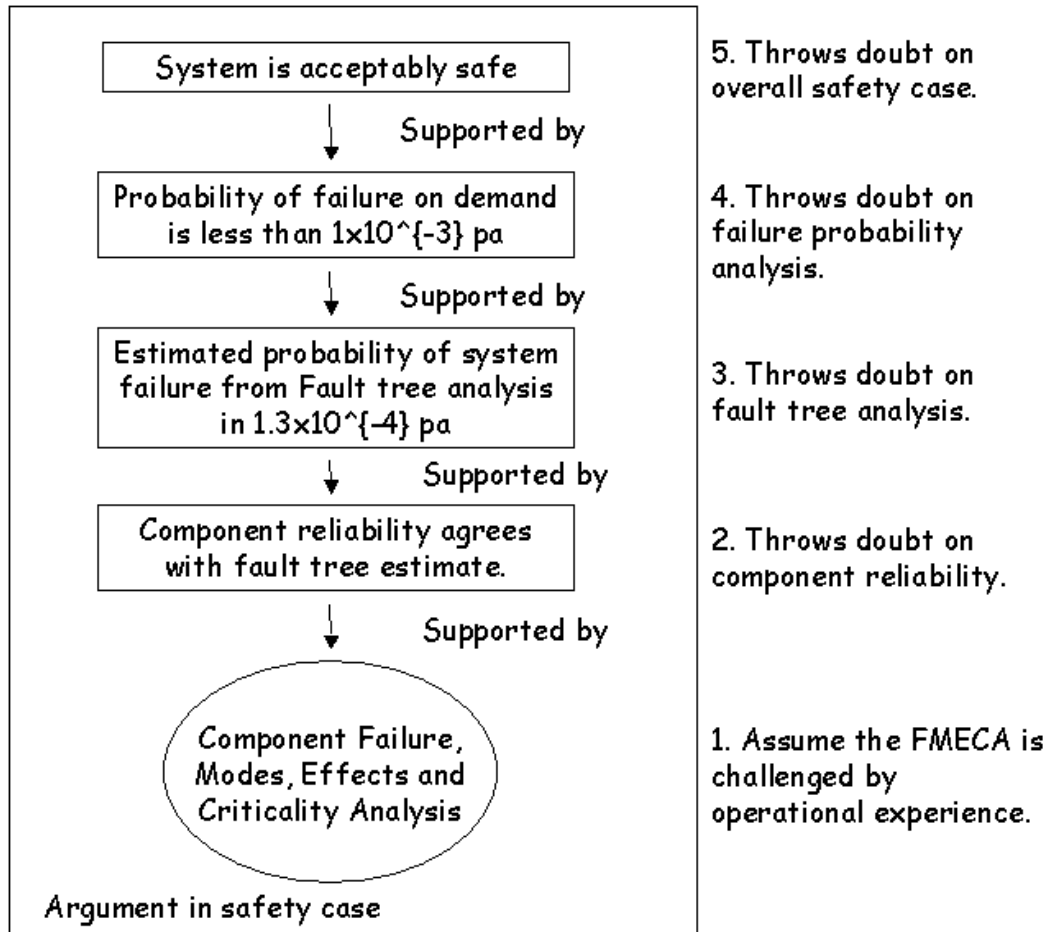 System is acceptably safe
5. Throws doubt on
overall safety case.
Supported by
Probability of failure on demand
is less than 1x10^{-3} pa
4. Throws doubt on
failure probability
analysis.
Supported by
Estimated probability of system
failure from Fault tree analysis
in 1.3x10^{-4} pa
3. Throws doubt on
fault tree analysis.
Supported by
Component reliability agrees
with fault tree estimate.
2. Throws doubt on
component reliability.
Supported by
Component Failure,
Modes, Effects and
Criticality Analysis
1. Assume the FMECA is
challenged by
operational experience.
Argument in safety case